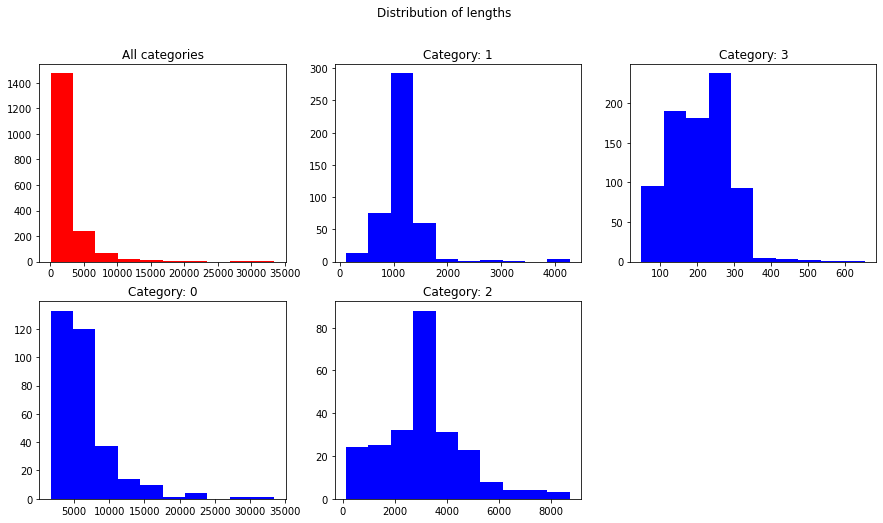 Distribution of lengths
All categories
1400
1200
1000
800
600
400
200
0
0 5000 10000 15000 20000 25000 30000 35000
Category: 1
300
250
200
150
100
50
0
0 1000 2000 3000 4000
Category: 3
200
150
100
50
0
100 200 300 400 500 600
Category: 0
120
100
80
60
40
20
0
5000 10000 15000 20000 25000 30000 35000
Category: 2
80
60
40
20
0
0 2000 4000 6000 8000